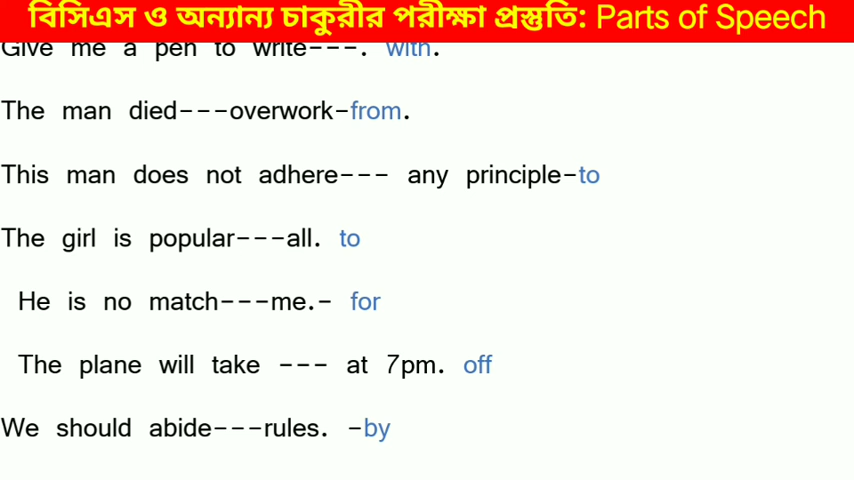 বিসিএস ও অন্যান্য চাকুরীর পরীক্ষা প্রস্তুতি: Parts of Speech
Give me a pen to write---. with.
The man died---overwork-from.
This man does not adhere--- any principle-to
The girl is popular---all. to
He is no match---me.- for
The plane will take --- at 7pm. off
We should abide---rules. -by